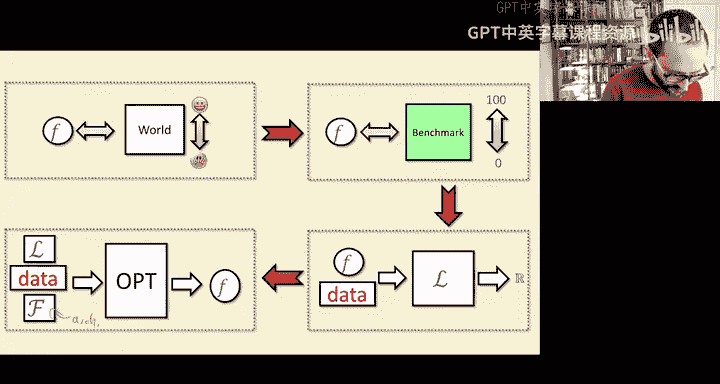 GPT中英字幕课程资源
bilibili
f
World
f
Benchmark
100
0
ℒ
data
ℱ
arch.
OPT
f
f
data
ℒ
ℝ